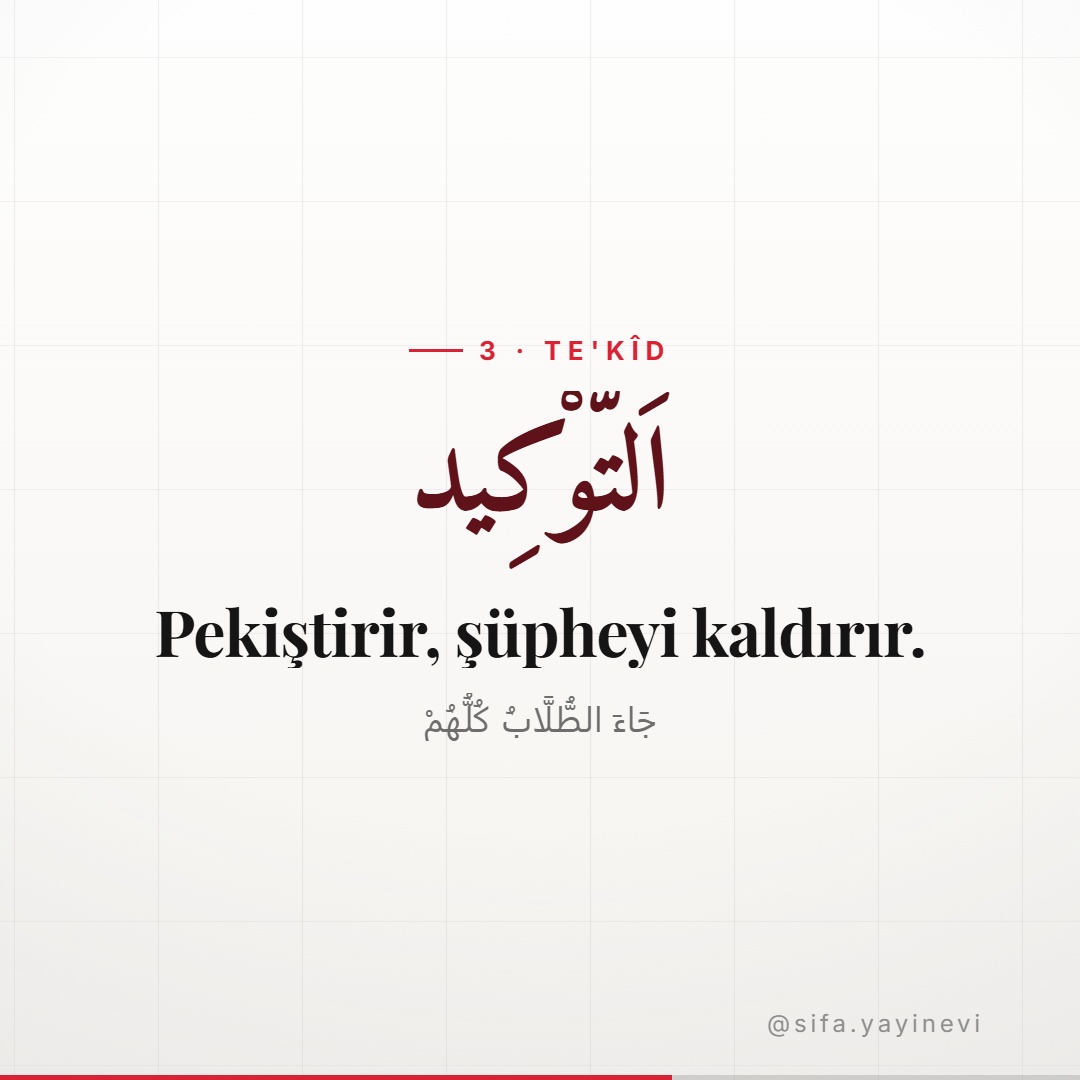 3 · TE'KÎD
اَلتَّوْكِيد
Pekiştirir, şüpheyi kaldırır.
جَاءَ الطُّلَّابُ كُلُّهُمْ
@sifa.yayinevi